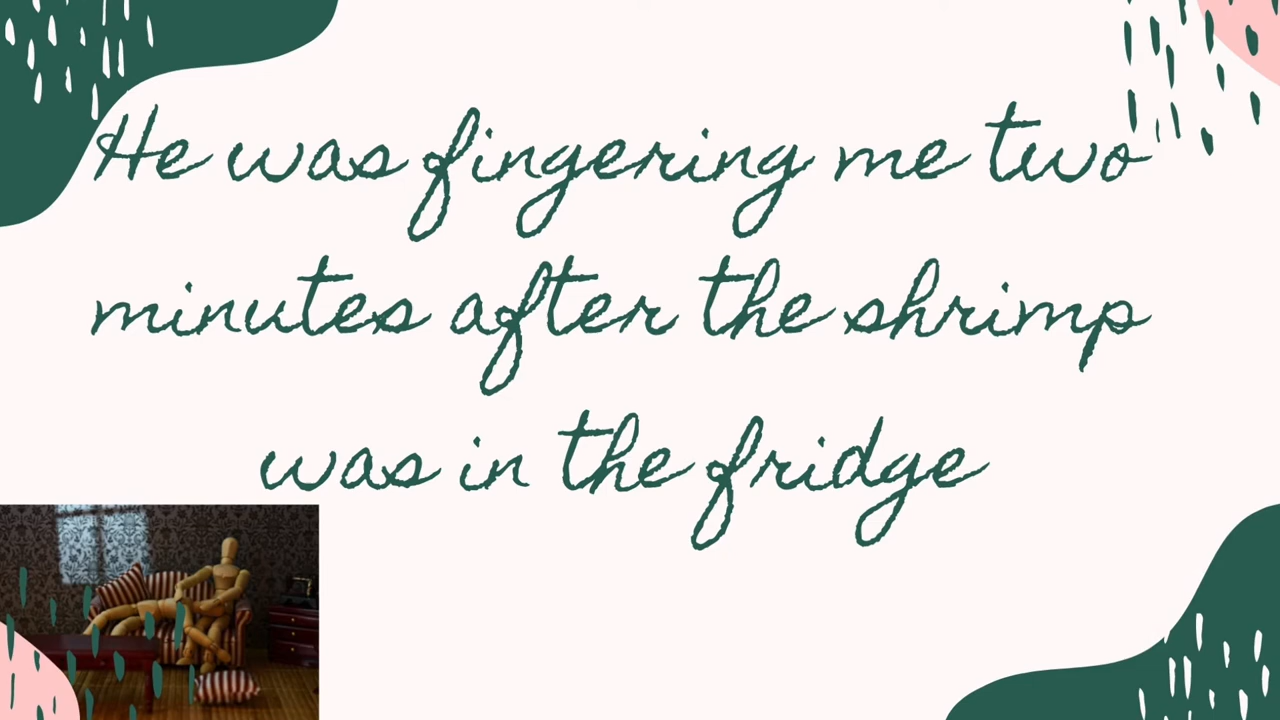 He was fingering me two
minutes after the shrimp
was in the fridge